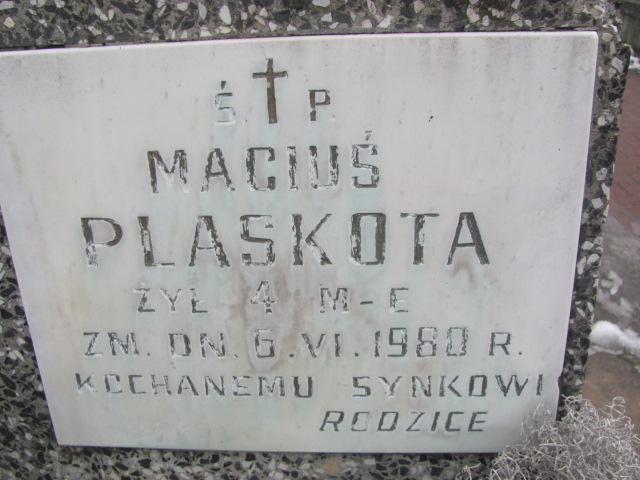 Ś. P.
MACIUŚ
PLASKOTA
ŻYŁ 4 M-E
ZM. DN. 6.VI.1980 R.
KOCHANEMU SYNKOWI
RODZICE